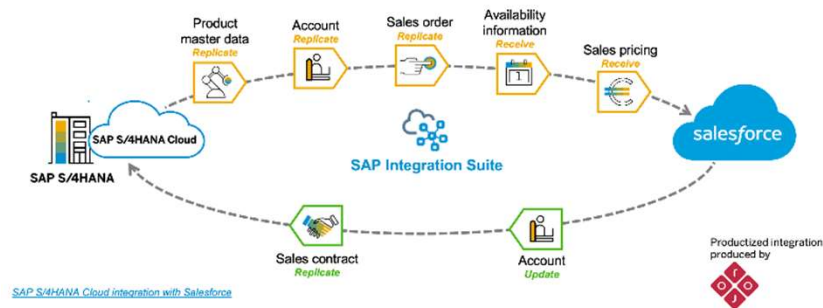 Product
master data
Replicate
Account
Replicate
Sales order
Replicate
Availability
information
Receive
Sales pricing
Receive
1
SAP S/4HANA Cloud
SAP S/4HANA
SAP Integration Suite
salesforce
Sales contract
Replicate
Account
Update
Productized integration
produced by
r
o o
j
SAP S/4HANA Cloud integration with Salesforce